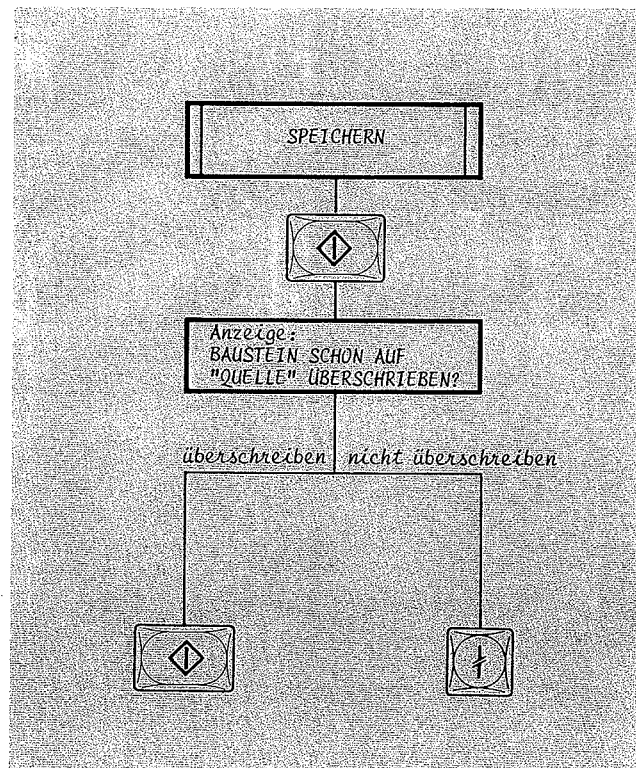 SPEICHERN
Anzeige:
BAUSTEIN SCHON AUF
"QUELLE" ÜBERSCHRIEBEN?
überschreiben nicht überschreiben